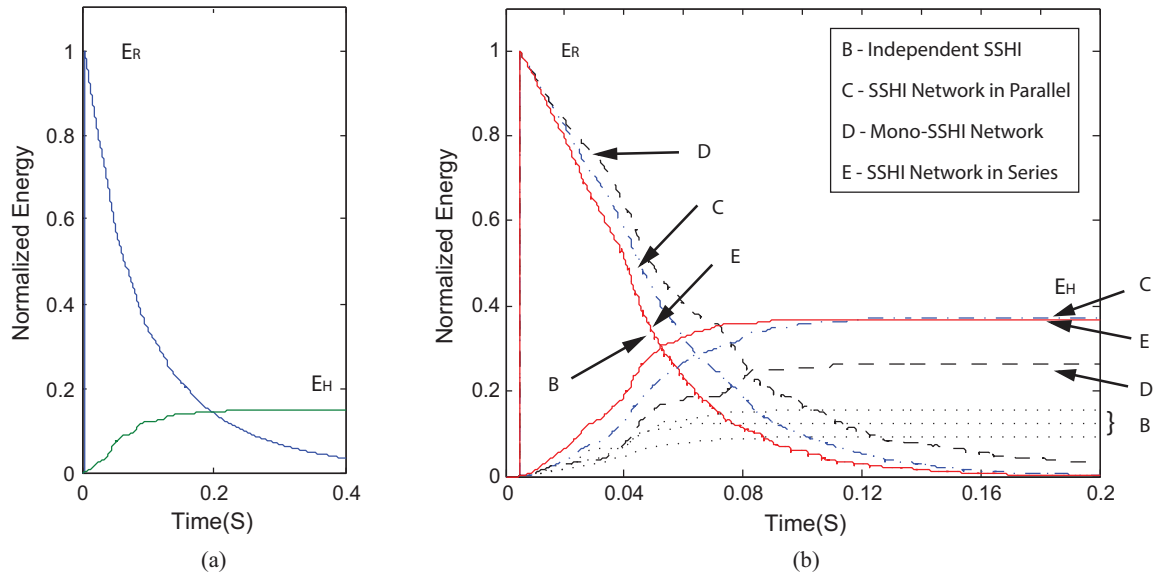 1
0.8
0.6
0.4
0.2
0
Normalized Energy
ER
EH
0
0.2
0.4
Time(S)
(a)
1
0.8
0.6
0.4
0.2
0
Normalized Energy
ER
D
C
E
B
B - Independent SSHI
C - SSHI Network in Parallel
D - Mono-SSHI Network
E - SSHI Network in Series
EH
C
E
D
} B
0
0.04
0.08
0.12
0.16
0.2
Time(S)
(b)